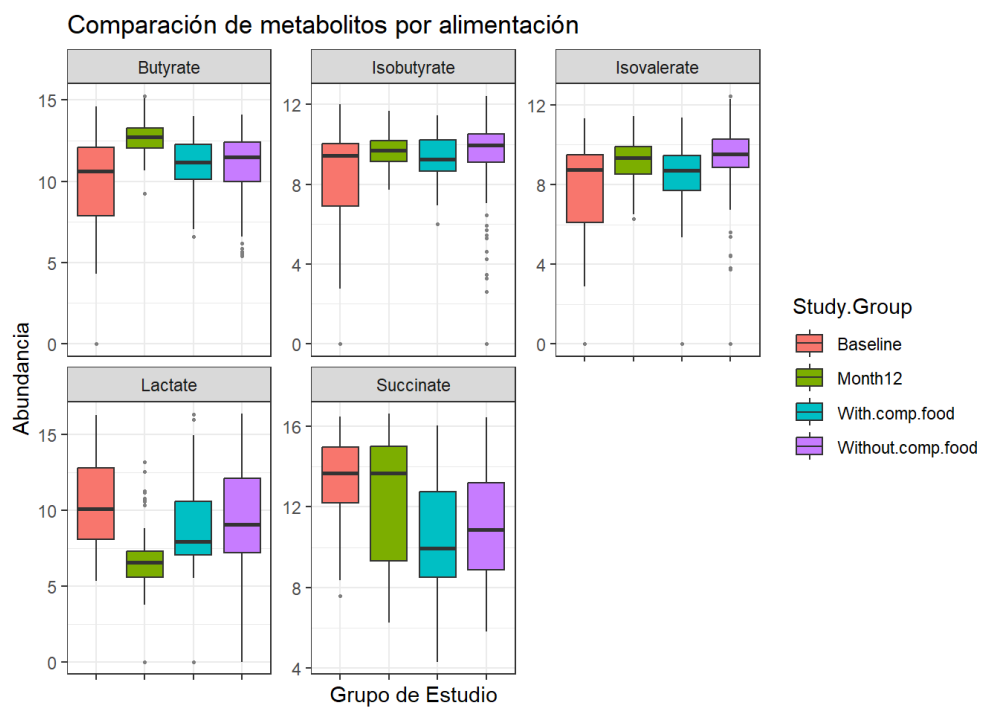 Comparación de metabolitos por alimentación
Butyrate
Isobutyrate
Isovalerate
15
10
5
0
12
8
4
0
12
8
4
0
Lactate
Succinate
15
10
5
0
16
12
8
4
Abundancia
Grupo de Estudio
Study.Group
Baseline
Month12
With.comp.food
Without.comp.food